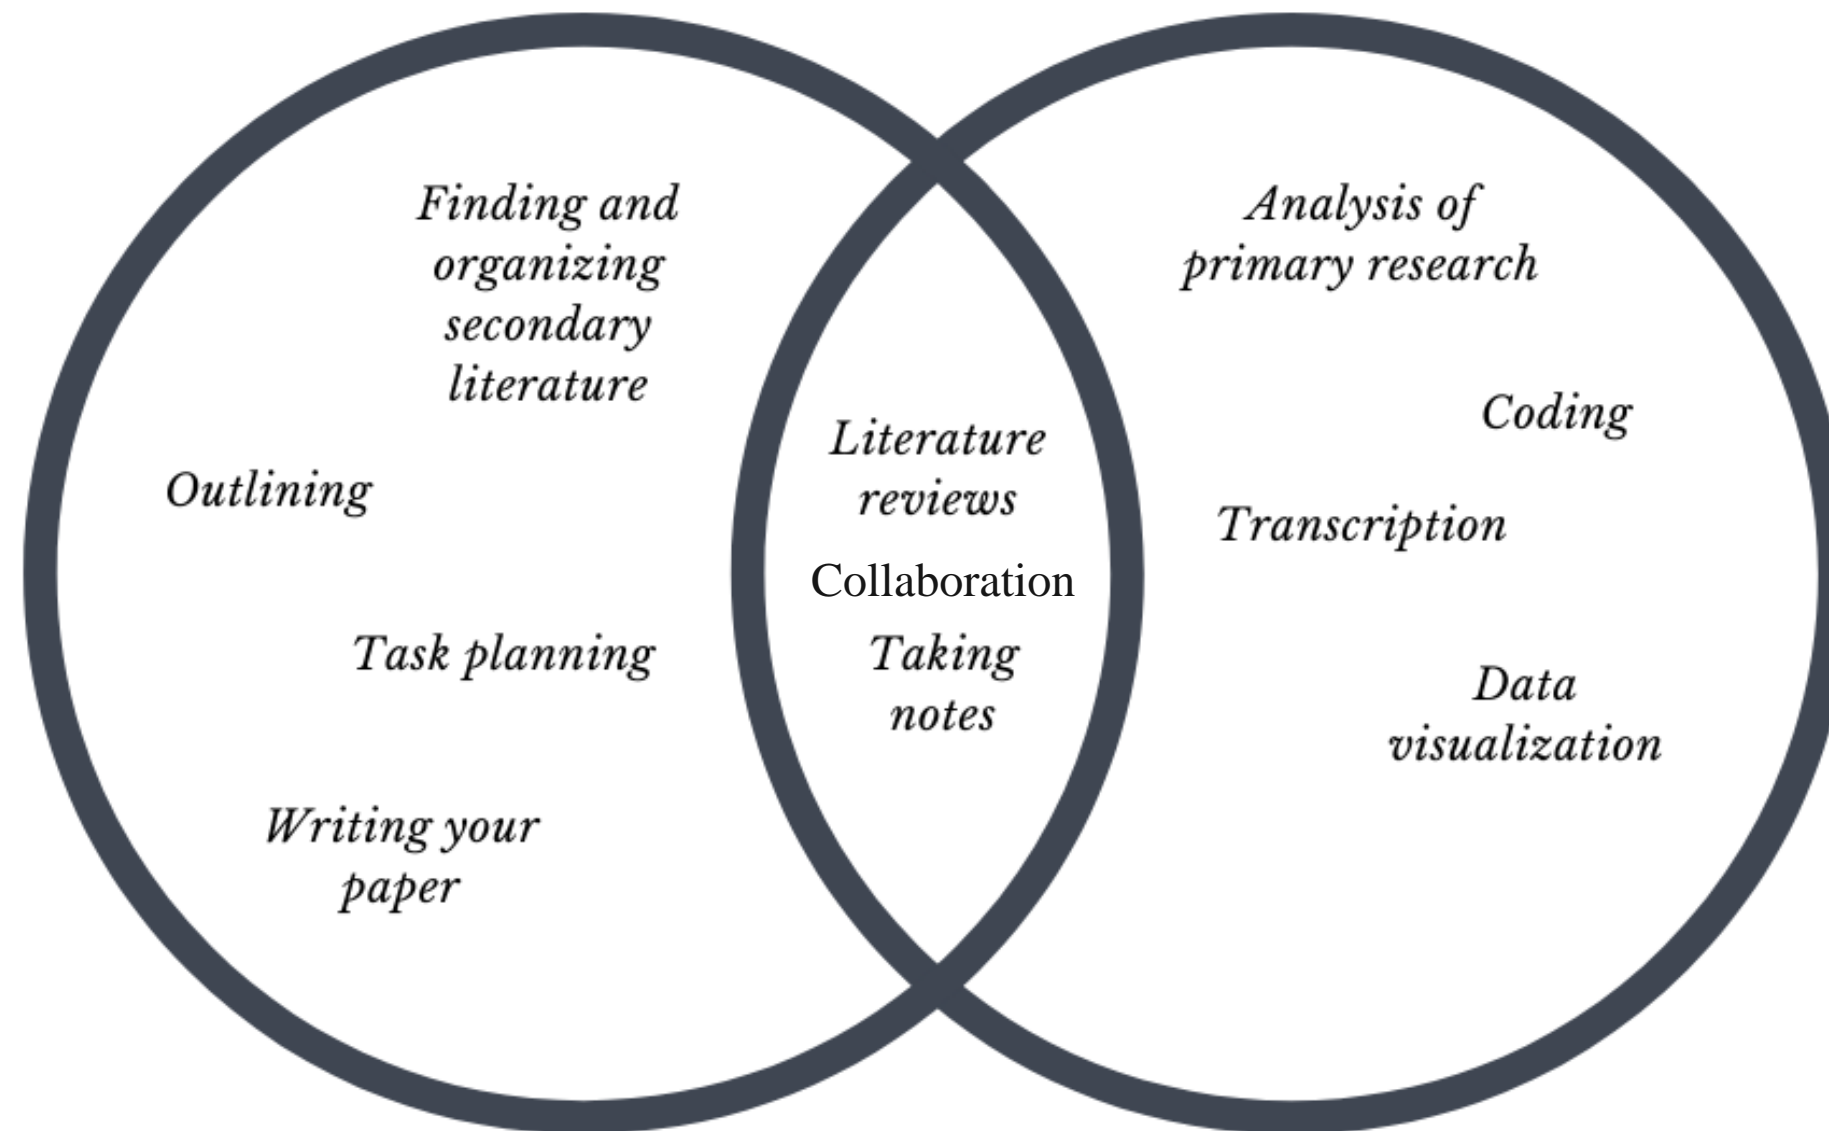 Finding and
organizing
secondary
literature
Outlining
Task planning
Writing your
paper
Literature
reviews
Collaboration
Taking
notes
Analysis of
primary research
Coding
Transcription
Data
visualization